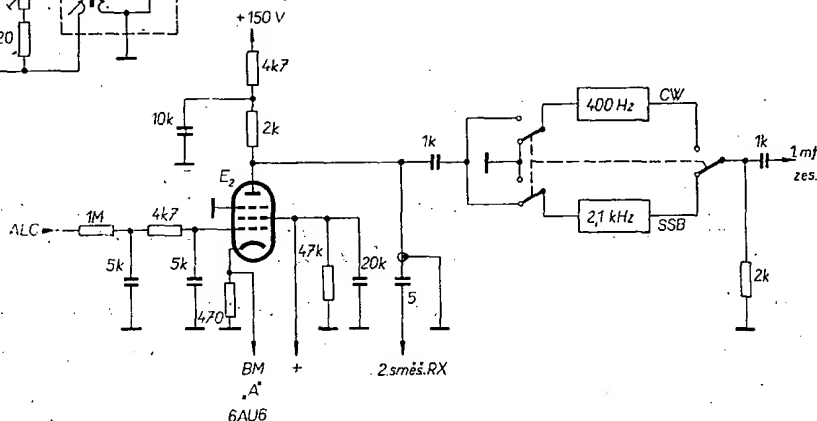 20
+150 V
4k7
10k
2k
E₂
1k
400 Hz
CW
1k
1 mf
zes.
ALC
1M
4k7
2,1 kHz
SSB
5k
5k
47k
20k
5
2k
470
BM
+
2.směš.RX
"A"
6AU6